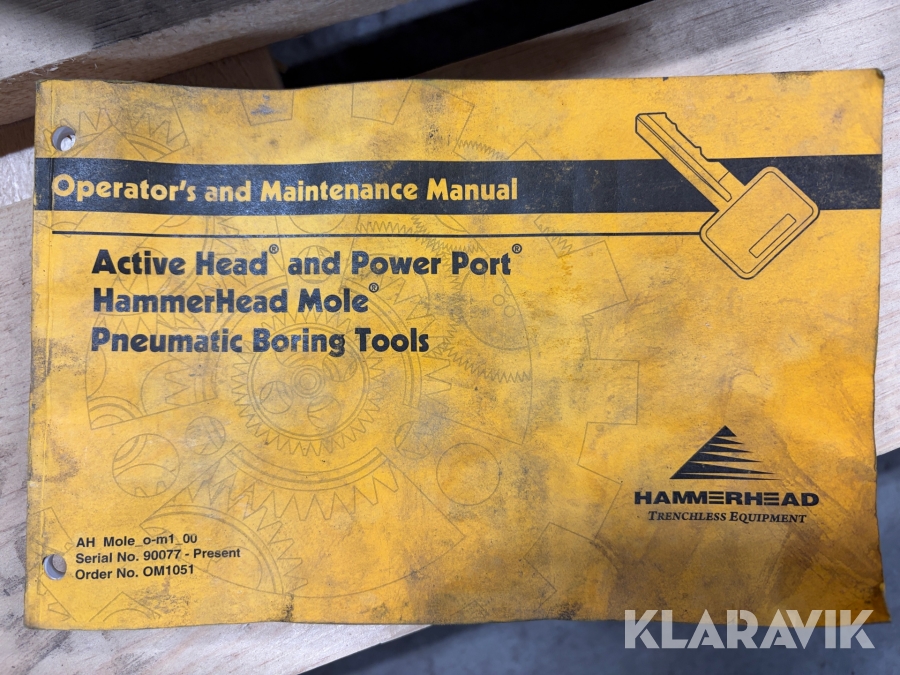 Operator's and Maintenance Manual
Active Head® and Power Port®
HammerHead Mole®
Pneumatic Boring Tools
HAMMERHEAD
TRENCHLESS EQUIPMENT
AH Mole_o-m1_00
Serial No. 90077 - Present
Order No. OM1051
KLARAVIK